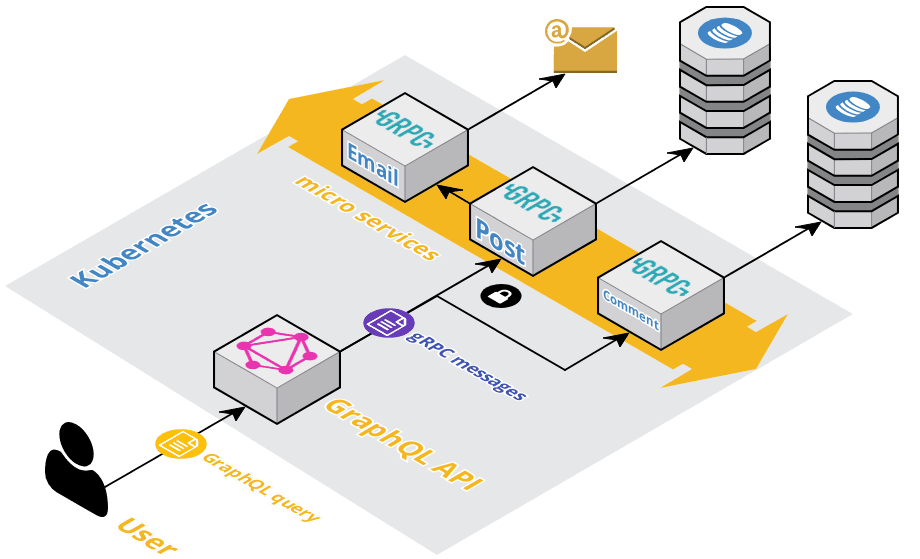 @
GRPC
Email
GRPC
Post
GRPC
Comment
micro services
Kubernetes
gRPC messages
GraphQL API
GraphQL query
User